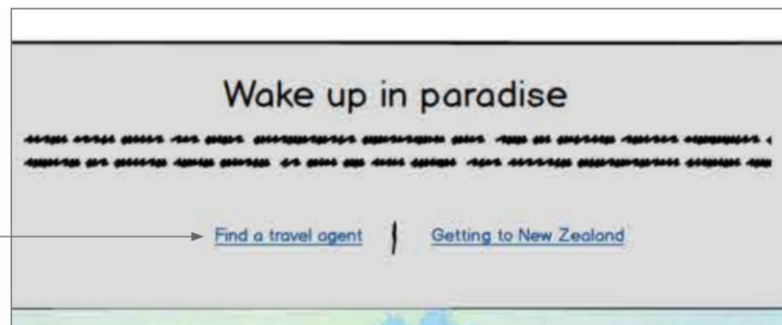 Wake up in paradise
Find a travel agent | Getting to New Zealand